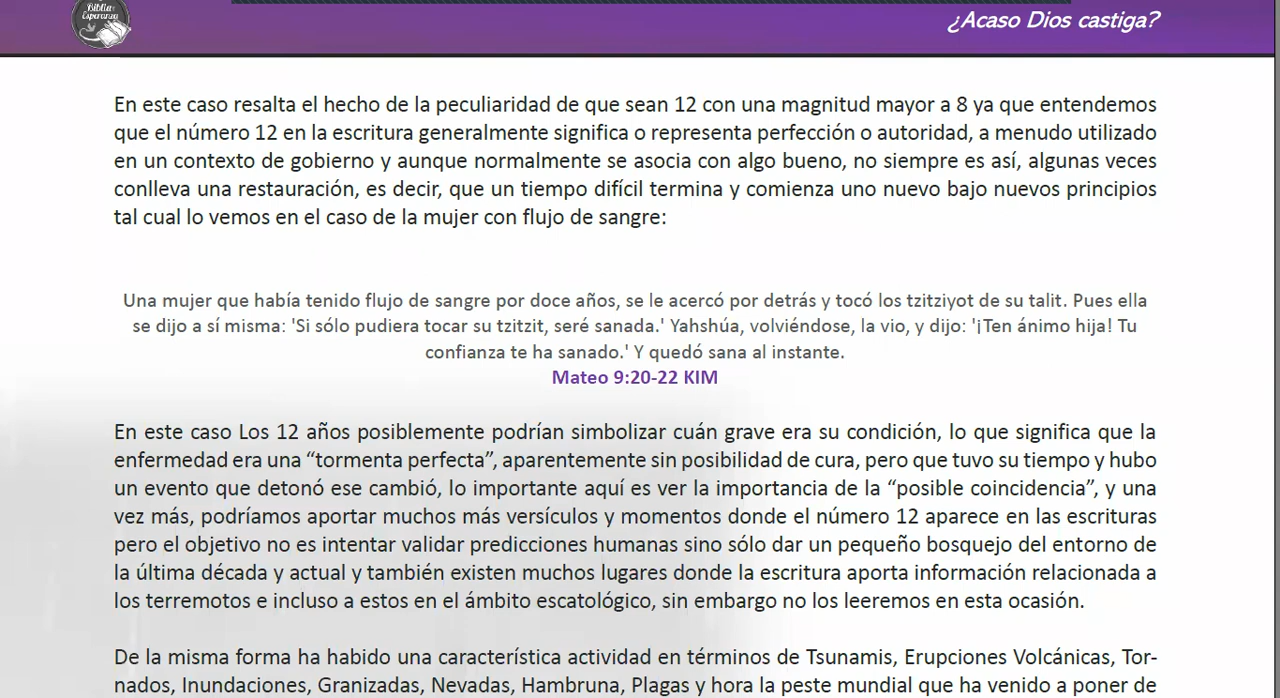 Biblia y
Esperanza
¿Acaso Dios castiga?
En este caso resalta el hecho de la peculiaridad de que sean 12 con una magnitud mayor a 8 ya que entendemos
que el número 12 en la escritura generalmente significa o representa perfección o autoridad, a menudo utilizado
en un contexto de gobierno y aunque normalmente se asocia con algo bueno, no siempre es así, algunas veces
conlleva una restauración, es decir, que un tiempo difícil termina y comienza uno nuevo bajo nuevos principios
tal cual lo vemos en el caso de la mujer con flujo de sangre:
Una mujer que había tenido flujo de sangre por doce años, se le acercó por detrás y tocó los tzitziyot de su talit. Pues ella
se dijo a sí misma: 'Si sólo pudiera tocar su tzitzit, seré sanada.' Yahshúa, volviéndose, la vio, y dijo: '¡Ten ánimo hija! Tu
confianza te ha sanado.' Y quedó sana al instante.
Mateo 9:20-22 KIM
En este caso Los 12 años posiblemente podrían simbolizar cuán grave era su condición, lo que significa que la
enfermedad era una “tormenta perfecta”, aparentemente sin posibilidad de cura, pero que tuvo su tiempo y hubo
un evento que detonó ese cambió, lo importante aquí es ver la importancia de la “posible coincidencia”, y una
vez más, podríamos aportar muchos más versículos y momentos donde el número 12 aparece en las escrituras
pero el objetivo no es intentar validar predicciones humanas sino sólo dar un pequeño bosquejo del entorno de
la última década y actual y también existen muchos lugares donde la escritura aporta información relacionada a
los terremotos e incluso a estos en el ámbito escatológico, sin embargo no los leeremos en esta ocasión.
De la misma forma ha habido una característica actividad en términos de Tsunamis, Erupciones Volcánicas, Tor-
nados, Inundaciones, Granizadas, Nevadas, Hambruna, Plagas y hora la peste mundial que ha venido a poner de